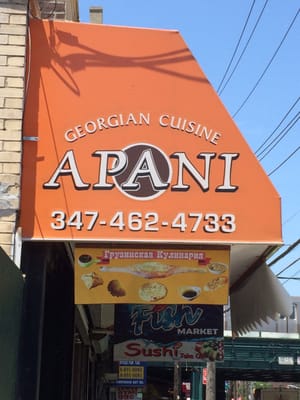 GEORGIAN CUISINE
APANI
347-462-4733
Грузинская Кулинария
Fish
MARKET
Sushi